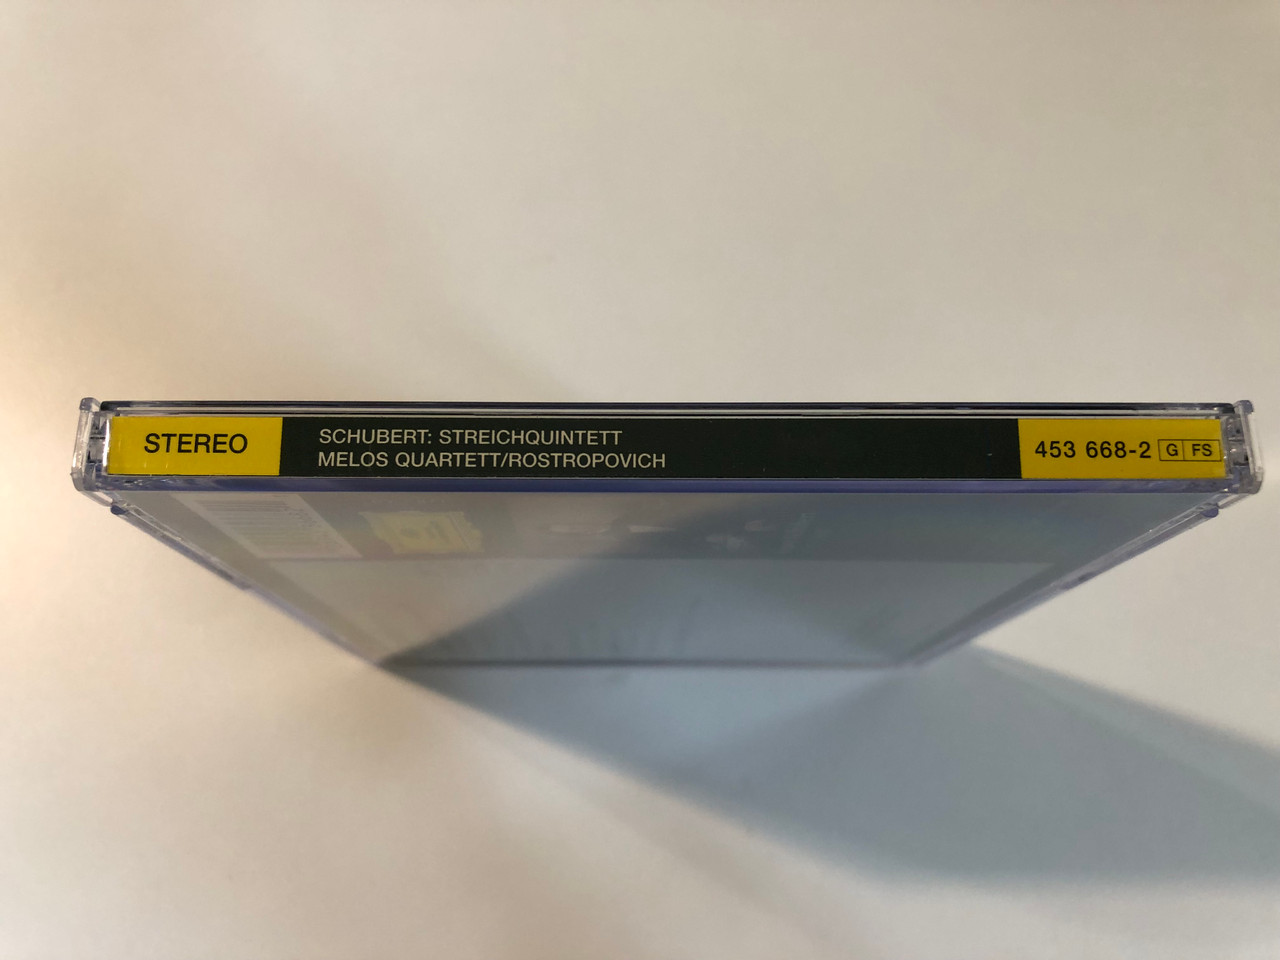 STEREO
SCHUBERT: STREICHQUINTETT
MELOS QUARTETT/ROSTROPOVICH
453 668-2 G FS